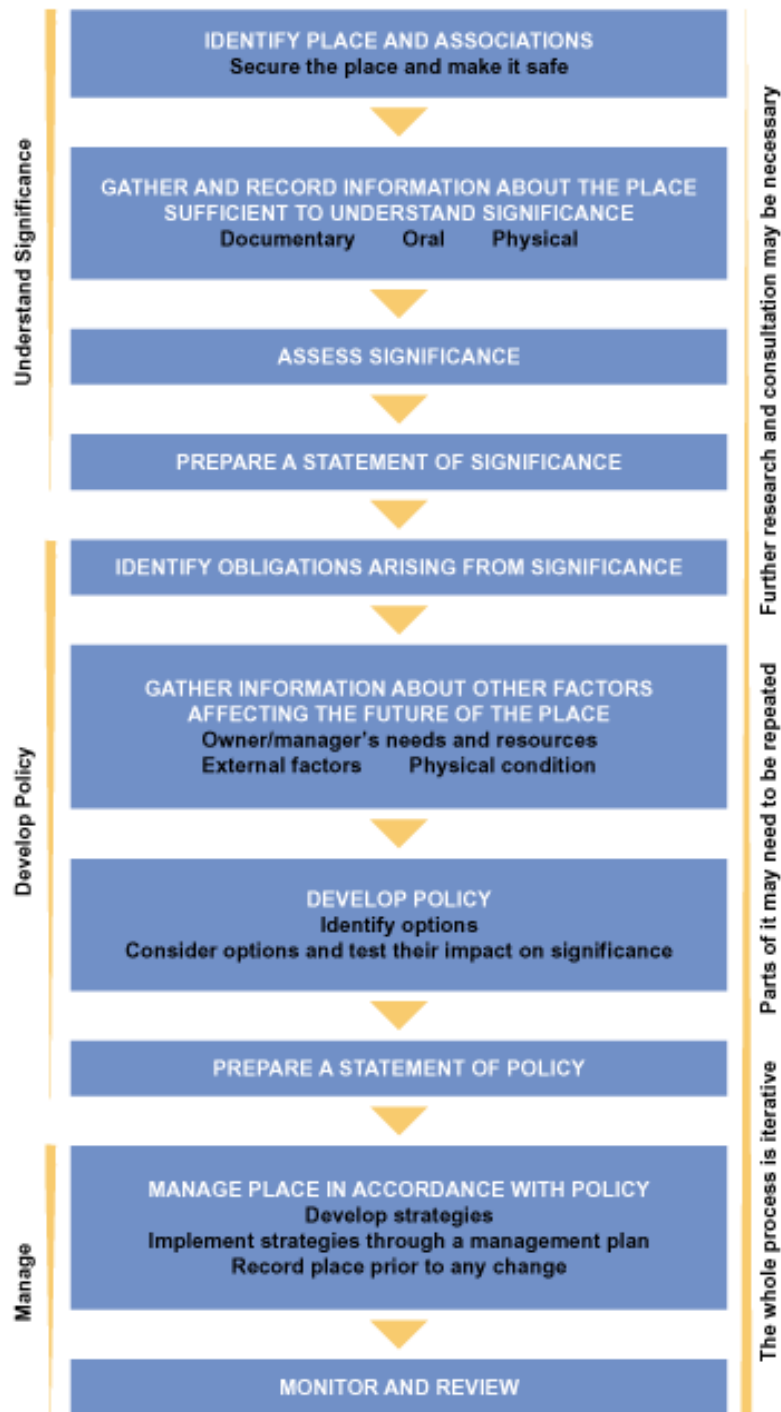 IDENTIFY PLACE AND ASSOCIATIONS
Secure the place and make it safe
GATHER AND RECORD INFORMATION ABOUT THE PLACE
SUFFICIENT TO UNDERSTAND SIGNIFICANCE
Documentary Oral Physical
ASSESS SIGNIFICANCE
PREPARE A STATEMENT OF SIGNIFICANCE
Understand Significance
IDENTIFY OBLIGATIONS ARISING FROM SIGNIFICANCE
GATHER INFORMATION ABOUT OTHER FACTORS
AFFECTING THE FUTURE OF THE PLACE
Owner/manager's needs and resources
External factors Physical condition
DEVELOP POLICY
Identify options
Consider options and test their impact on significance
PREPARE A STATEMENT OF POLICY
Develop Policy
MANAGE PLACE IN ACCORDANCE WITH POLICY
Develop strategies
Implement strategies through a management plan
Record place prior to any change
MONITOR AND REVIEW
Manage
The whole process is iterative Parts of it may need to be repeated Further research and consultation may be necessary